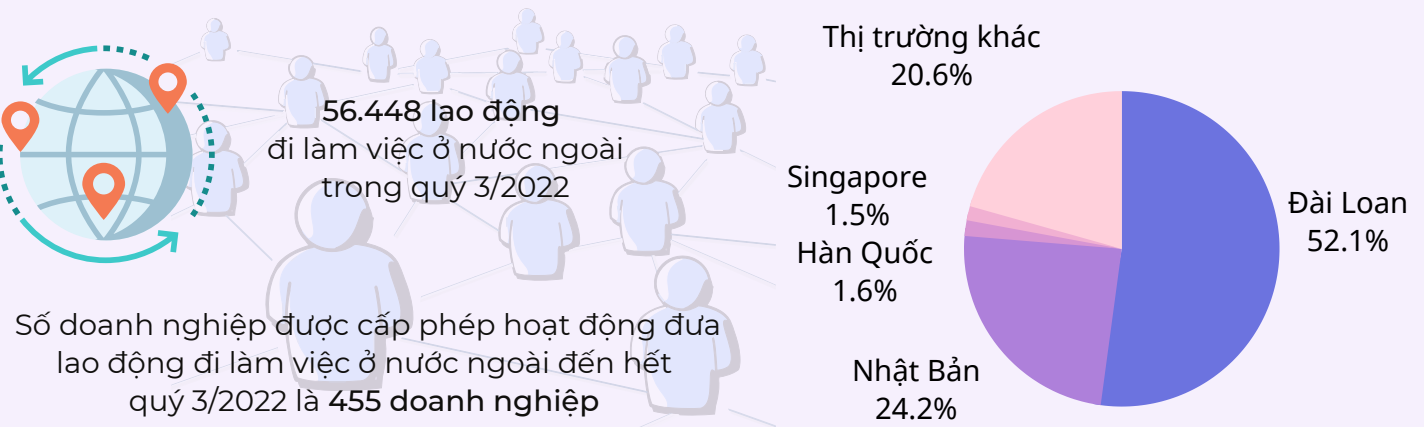 56.448 lao động
đi làm việc ở nước ngoài
trong quý 3/2022
Số doanh nghiệp được cấp phép hoạt động đưa
lao động đi làm việc ở nước ngoài đến hết
quý 3/2022 là 455 doanh nghiệp
Thị trường khác
20.6%
Singapore
1.5%
Hàn Quốc
1.6%
Nhật Bản
24.2%
Đài Loan
52.1%